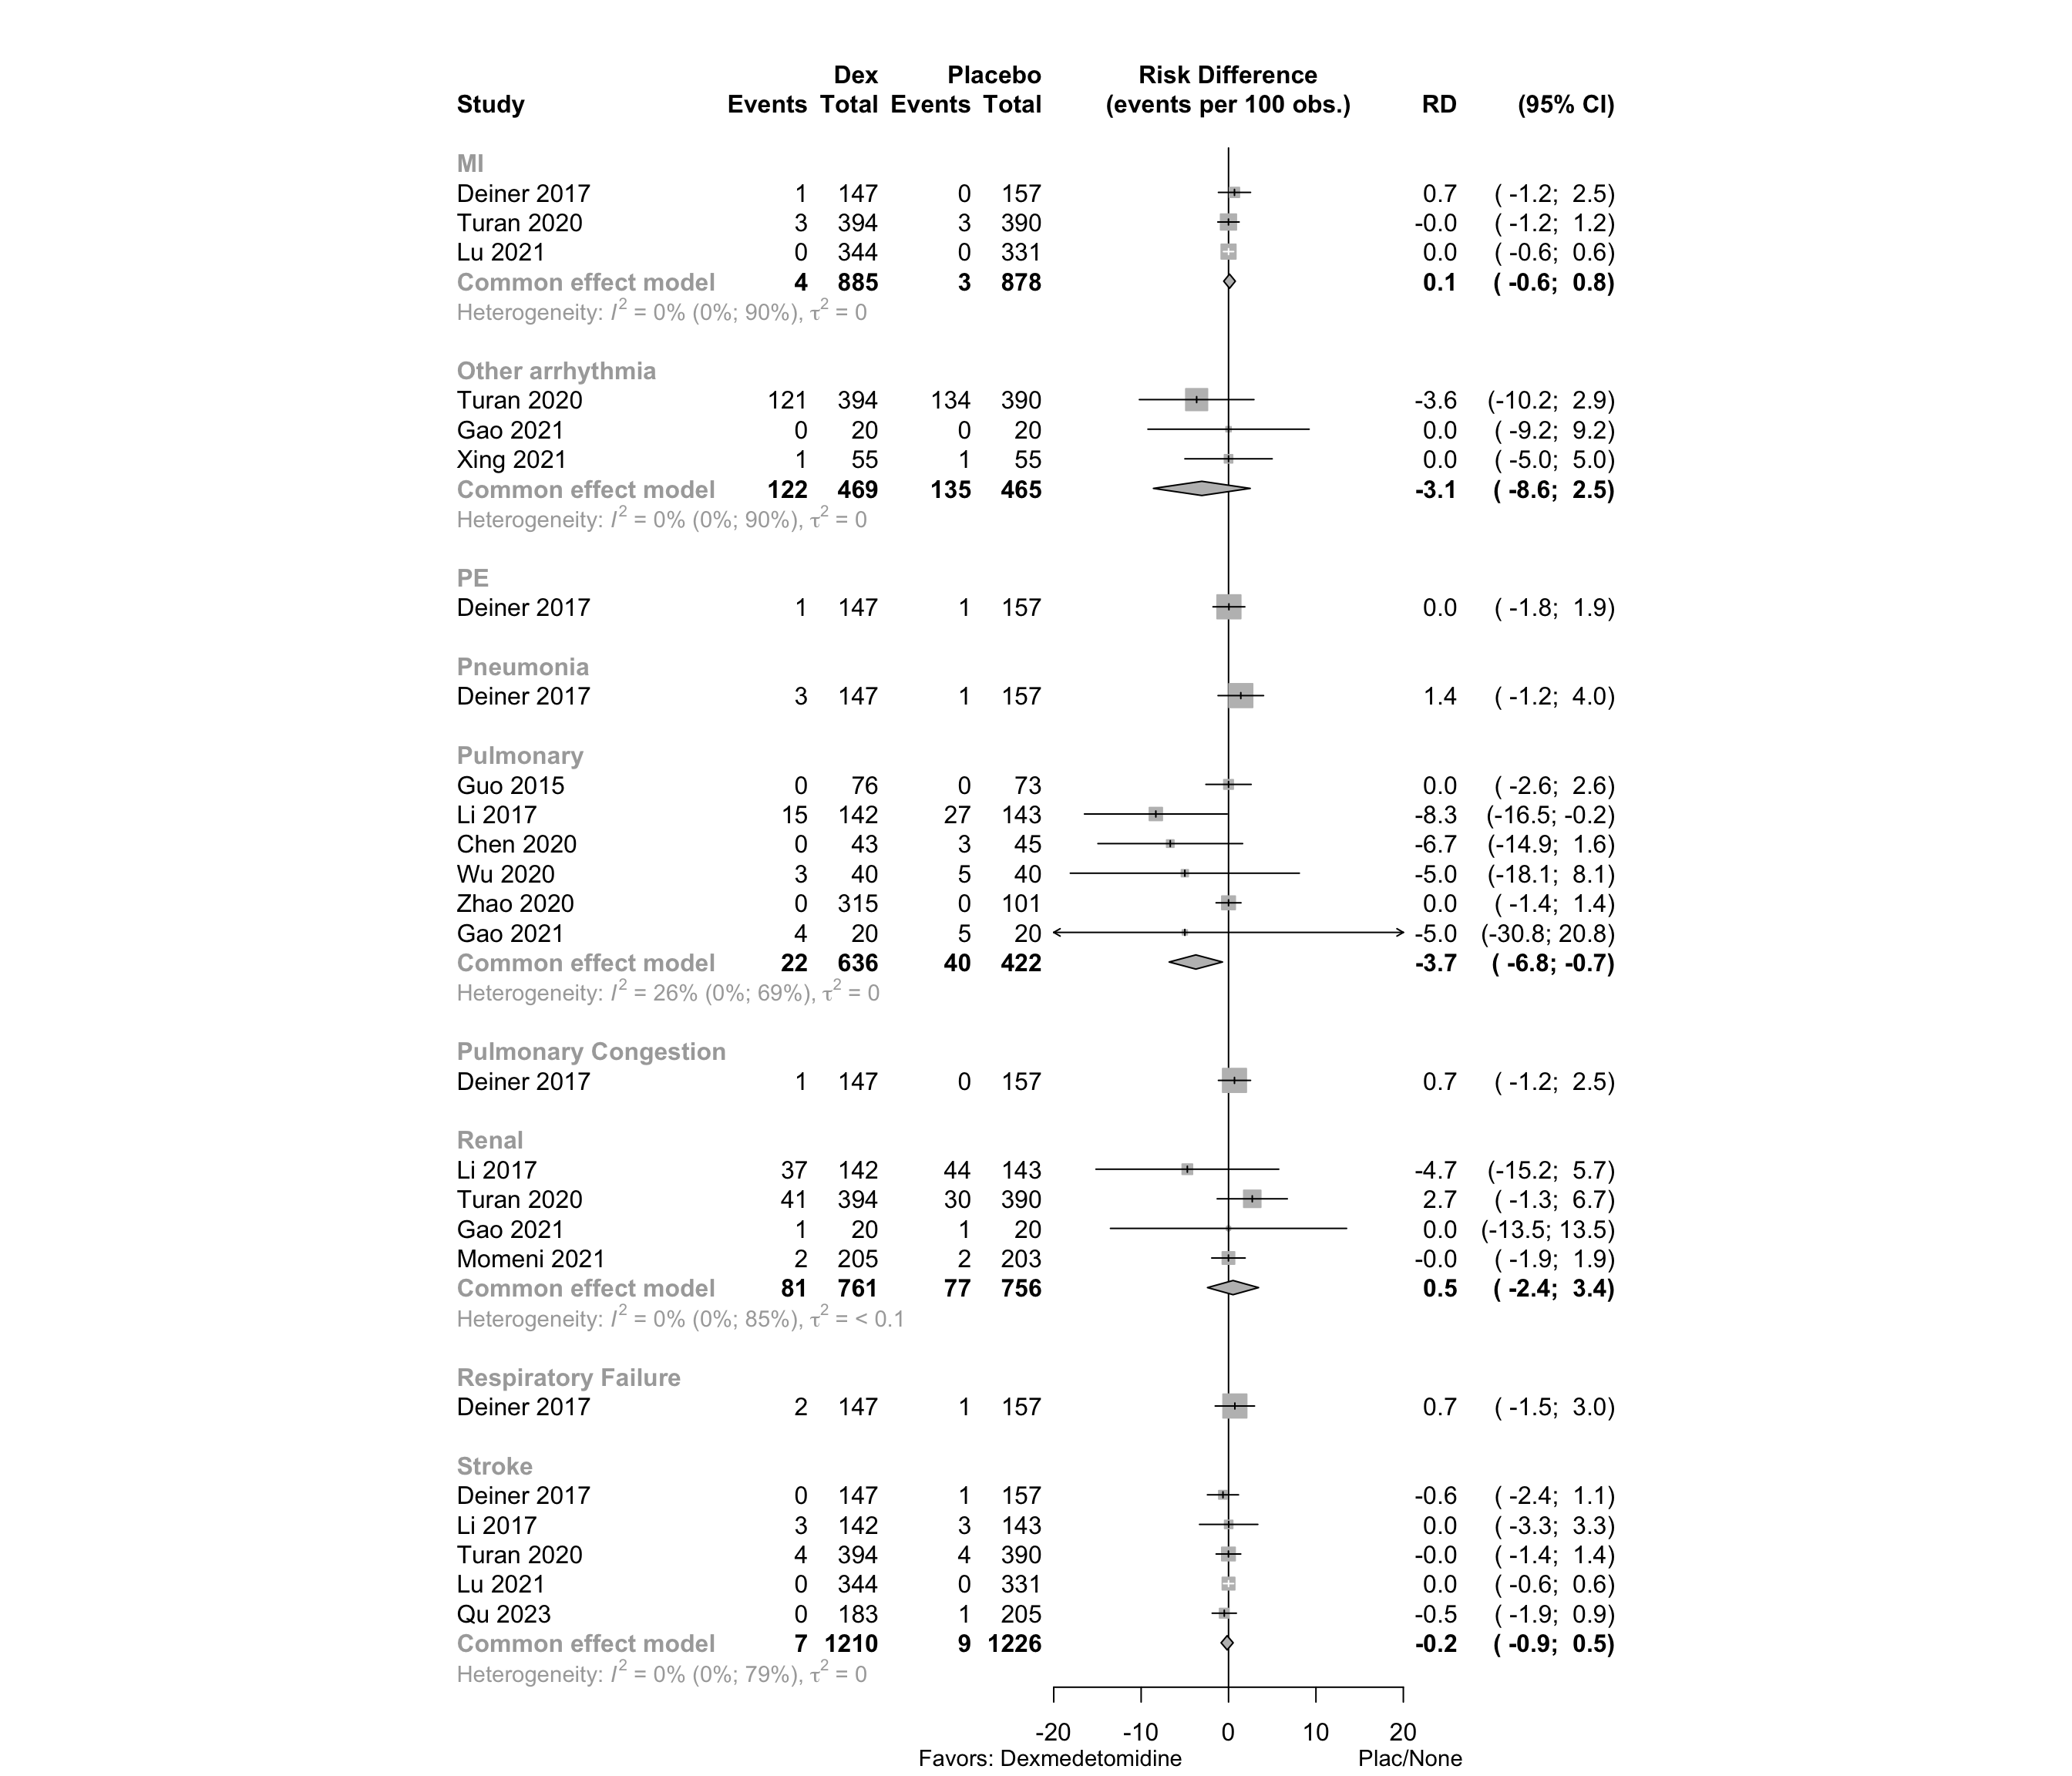 Dex Placebo Risk Difference
Study Events Total Events Total (events per 100 obs.) RD (95% CI)
MI
Deiner 2017 1 147 0 157 0.7 ( -1.2; 2.5)
Turan 2020 3 394 3 390 -0.0 ( -1.2; 1.2)
Lu 2021 0 344 0 331 0.0 ( -0.6; 0.6)
Common effect model 4 885 3 878 0.1 ( -0.6; 0.8)
Heterogeneity: I² = 0% (0%; 90%), τ² = 0
Other arrhythmia
Turan 2020 121 394 134 390 -3.6 (-10.2; 2.9)
Gao 2021 0 20 0 20 0.0 ( -9.2; 9.2)
Xing 2021 1 55 1 55 0.0 ( -5.0; 5.0)
Common effect model 122 469 135 465 -3.1 ( -8.6; 2.5)
Heterogeneity: I² = 0% (0%; 90%), τ² = 0
PE
Deiner 2017 1 147 1 157 0.0 ( -1.8; 1.9)
Pneumonia
Deiner 2017 3 147 1 157 1.4 ( -1.2; 4.0)
Pulmonary
Guo 2015 0 76 0 73 0.0 ( -2.6; 2.6)
Li 2017 15 142 27 143 -8.3 (-16.5; -0.2)
Chen 2020 0 43 3 45 -6.7 (-14.9; 1.6)
Wu 2020 3 40 5 40 -5.0 (-18.1; 8.1)
Zhao 2020 0 315 0 101 0.0 ( -1.4; 1.4)
Gao 2021 4 20 5 20 -5.0 (-30.8; 20.8)
Common effect model 22 636 40 422 -3.7 ( -6.8; -0.7)
Heterogeneity: I² = 26% (0%; 69%), τ² = 0
Pulmonary Congestion
Deiner 2017 1 147 0 157 0.7 ( -1.2; 2.5)
Renal
Li 2017 37 142 44 143 -4.7 (-15.2; 5.7)
Turan 2020 41 394 30 390 2.7 ( -1.3; 6.7)
Gao 2021 1 20 1 20 0.0 (-13.5; 13.5)
Momeni 2021 2 205 2 203 -0.0 ( -1.9; 1.9)
Common effect model 81 761 77 756 0.5 ( -2.4; 3.4)
Heterogeneity: I² = 0% (0%; 85%), τ² = < 0.1
Respiratory Failure
Deiner 2017 2 147 1 157 0.7 ( -1.5; 3.0)
Stroke
Deiner 2017 0 147 1 157 -0.6 ( -2.4; 1.1)
Li 2017 3 142 3 143 0.0 ( -3.3; 3.3)
Turan 2020 4 394 4 390 -0.0 ( -1.4; 1.4)
Lu 2021 0 344 0 331 0.0 ( -0.6; 0.6)
Qu 2023 0 183 1 205 -0.5 ( -1.9; 0.9)
Common effect model 7 1210 9 1226 -0.2 ( -0.9; 0.5)
Heterogeneity: I² = 0% (0%; 79%), τ² = 0
-20 -10 0 10 20
Favors: Dexmedetomidine Plac/None